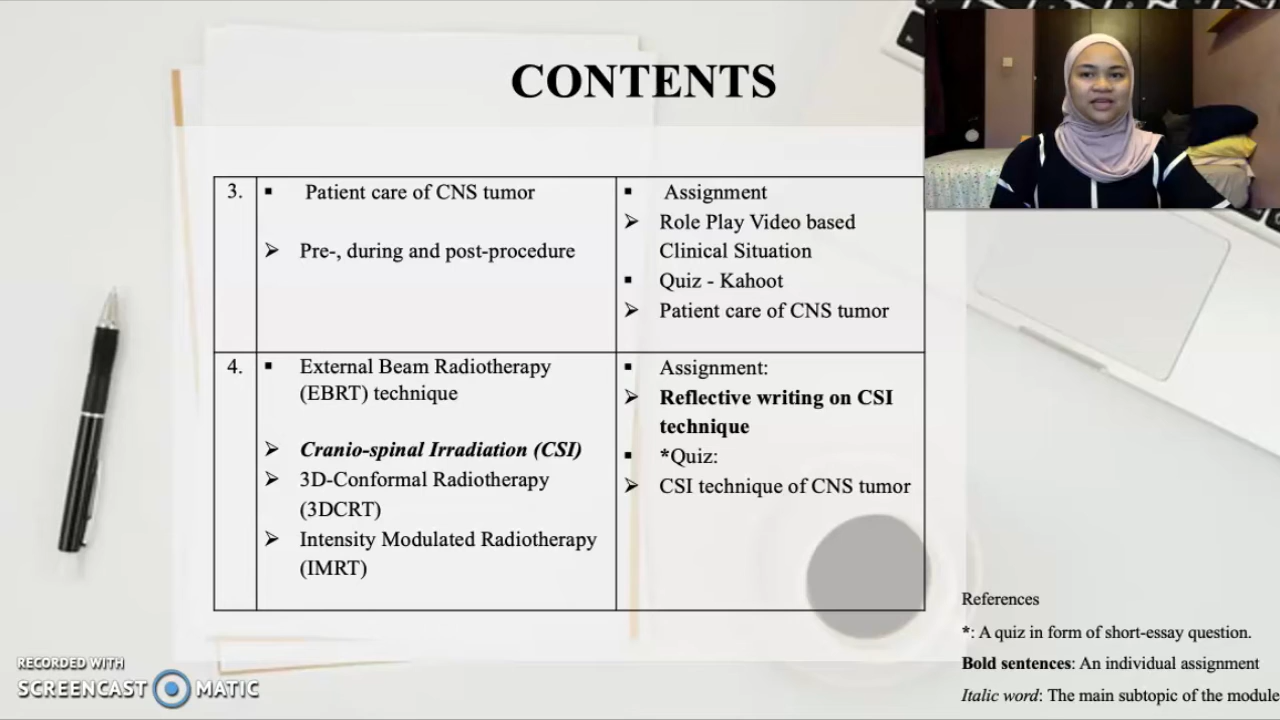 CONTENTS
3.
▪ Patient care of CNS tumor
➢ Pre-, during and post-procedure
▪ Assignment
➢ Role Play Video based
Clinical Situation
▪ Quiz - Kahoot
➢ Patient care of CNS tumor
4.
▪ External Beam Radiotherapy
(EBRT) technique
➢ Cranio-spinal Irradiation (CSI)
➢ 3D-Conformal Radiotherapy
(3DCRT)
➢ Intensity Modulated Radiotherapy
(IMRT)
▪ Assignment:
➢ Reflective writing on CSI
technique
▪ *Quiz:
➢ CSI technique of CNS tumor
References
*: A quiz in form of short-essay question.
Bold sentences: An individual assignment
Italic word: The main subtopic of the module
RECORDED WITH
SCREENCAST MATIC